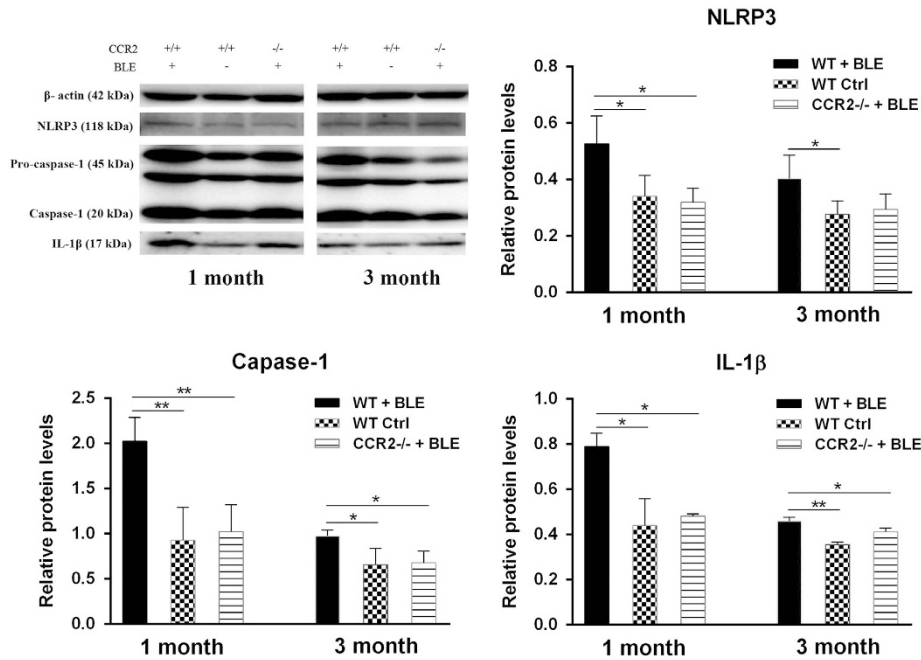 CCR2 +/+ +/+ -/- +/+ +/+ -/-
BLE + - + + - +
β- actin (42 kDa)
NLRP3 (118 kDa)
Pro-caspase-1 (45 kDa)
Caspase-1 (20 kDa)
IL-1β (17 kDa)
1 month 3 month
NLRP3
Relative protein levels
0.8
0.6
0.4
0.2
0.0
WT + BLE
WT Ctrl
CCR2-/- + BLE
*
*
*
1 month 3 month
Capase-1
Relative protein levels
2.5
2.0
1.5
1.0
0.5
0.0
WT + BLE
WT Ctrl
CCR2-/- + BLE
**
**
*
*
1 month 3 month
IL-1β
Relative protein levels
1.0
0.8
0.6
0.4
0.2
0.0
WT + BLE
WT Ctrl
CCR2-/- + BLE
*
*
*
**
1 month 3 month